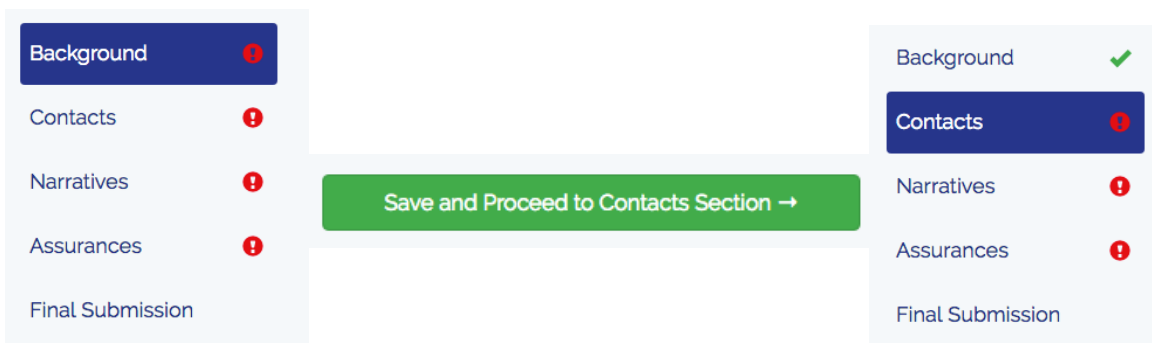 Background
Contacts
Narratives
Assurances
Final Submission
Save and Proceed to Contacts Section →
Background
Contacts
Narratives
Assurances
Final Submission